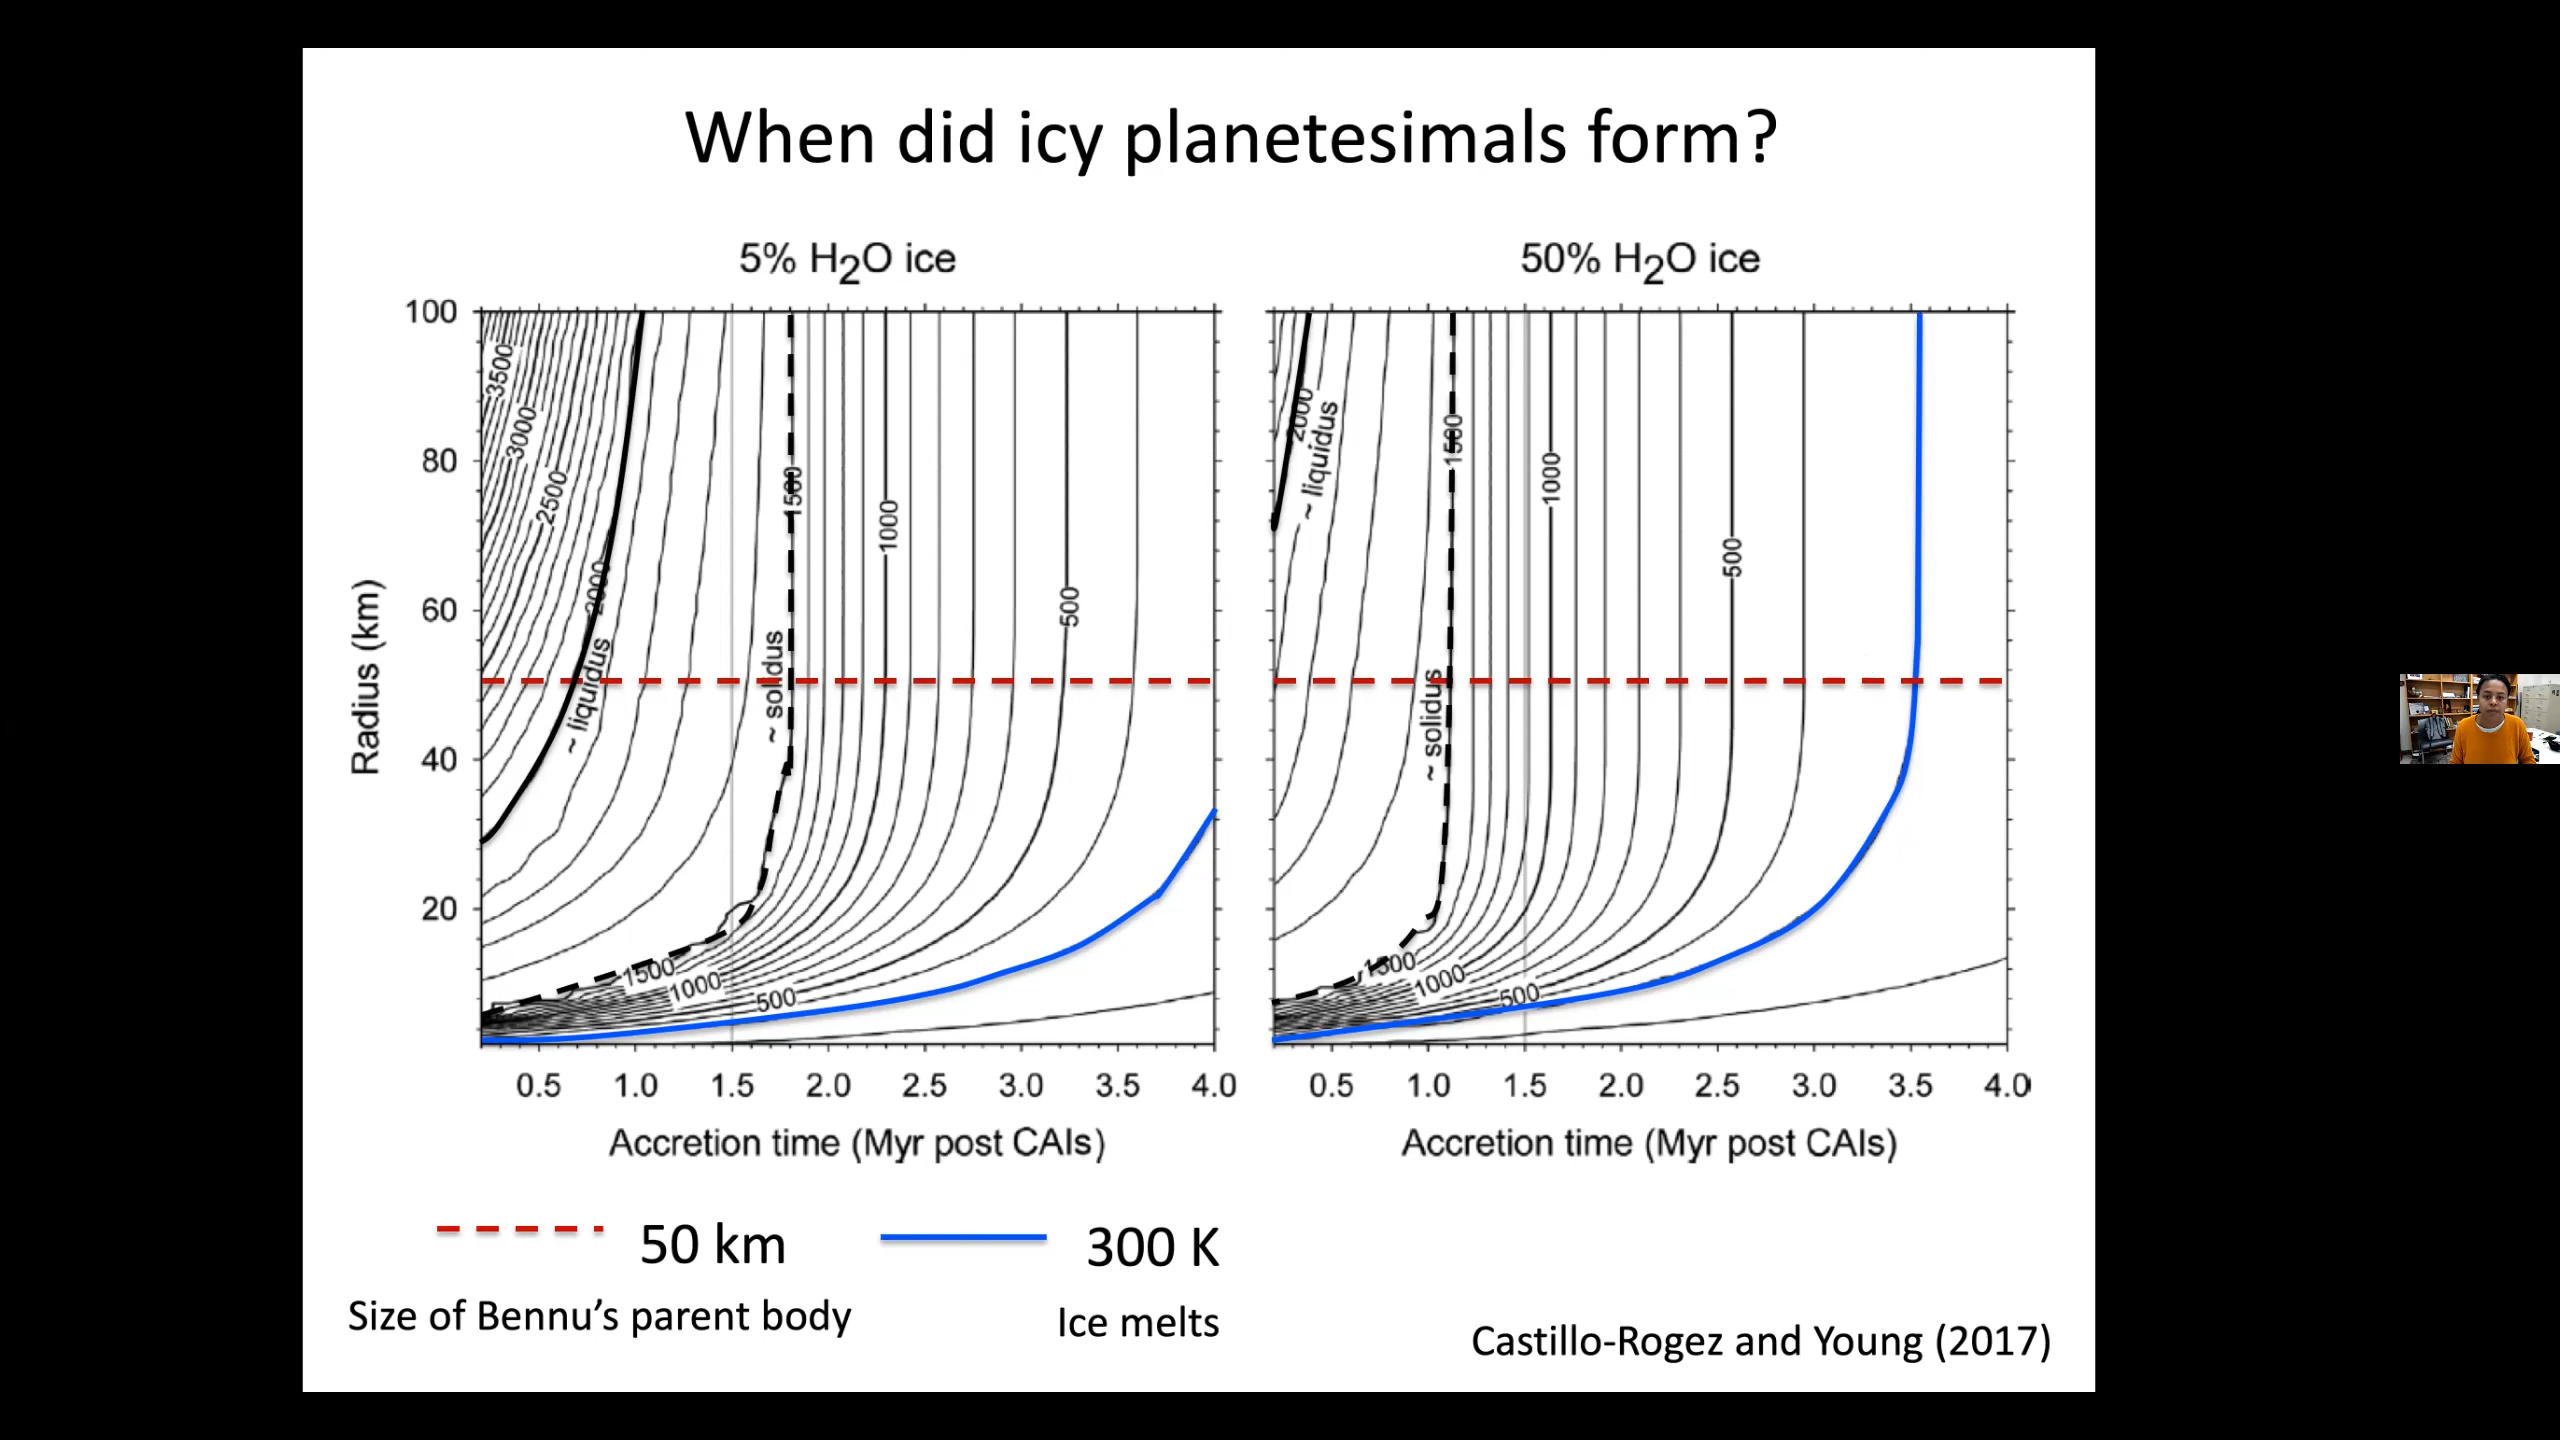 When did icy planetesimals form?
5% H2O ice
50% H2O ice
100
80
60
40
20
Radius (km)
3500
3000
2500
2000
~ liquidus
1500
~ solidus
1000
500
1500
1000
500
0.5 1.0 1.5 2.0 2.5 3.0 3.5 4.0
Accretion time (Myr post CAIs)
2000
~ liquidus
1500
~ solidus
1000
500
1500
1000
500
0.5 1.0 1.5 2.0 2.5 3.0 3.5 4.0
Accretion time (Myr post CAIs)
50 km
300 K
Size of Bennu’s parent body
Ice melts
Castillo-Rogez and Young (2017)